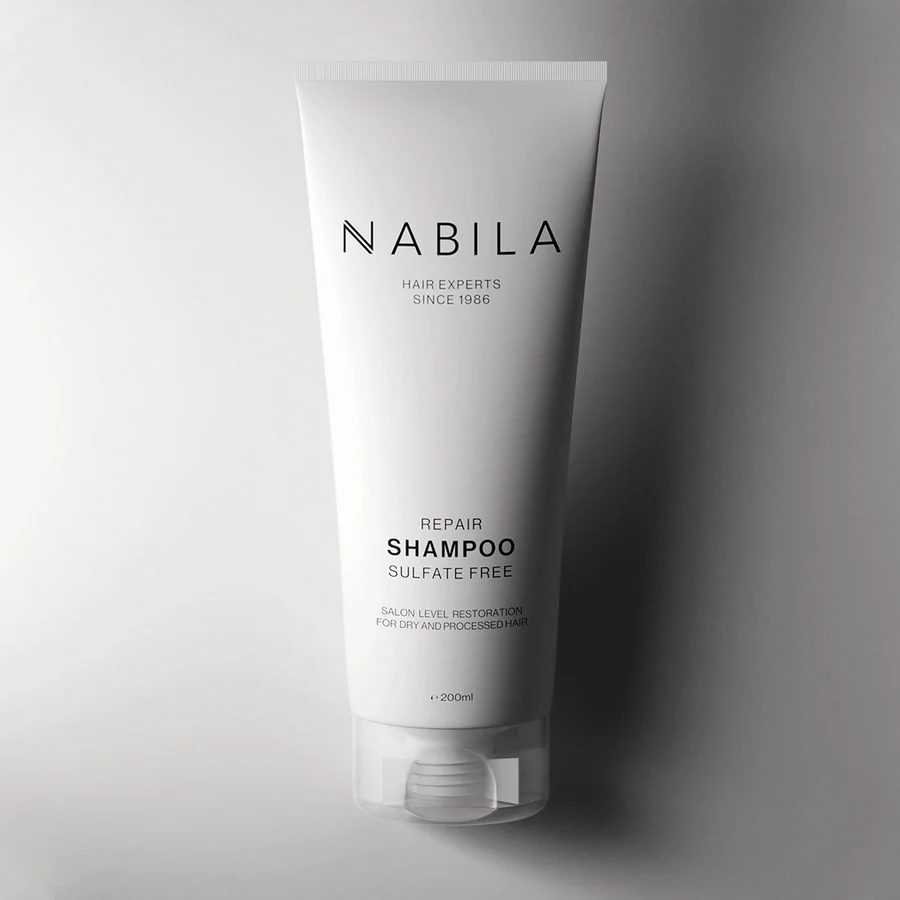 NABILA
HAIR EXPERTS
SINCE 1986
REPAIR
SHAMPOO
SULFATE FREE
SALON LEVEL RESTORATION
FOR DRY AND PROCESSED HAIR
℮ 200ml